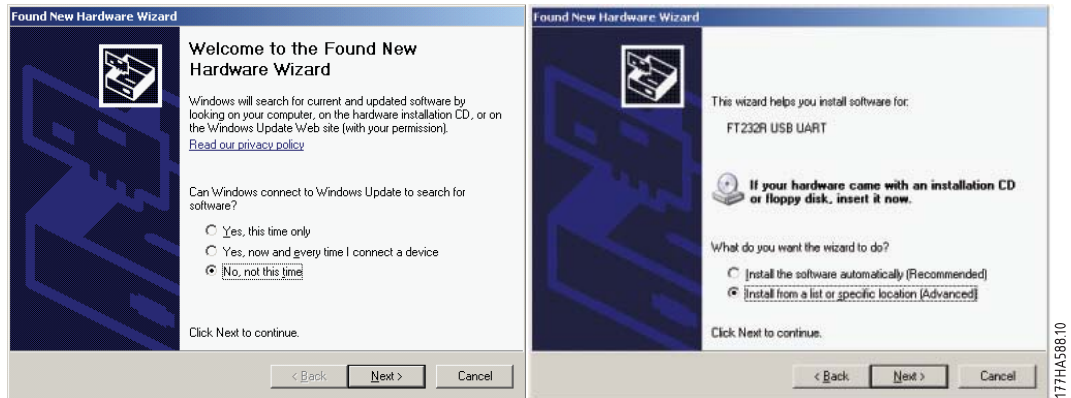 Found New Hardware Wizard
Welcome to the Found New
Hardware Wizard
Windows will search for current and updated software by
looking on your computer, on the hardware installation CD, or on
the Windows Update Web site (with your permission).
Read our privacy policy
Can Windows connect to Windows Update to search for
software?
Yes, this time only
Yes, now and every time I connect a device
No, not this time
Click Next to continue.
< Back
Next >
Cancel
Found New Hardware Wizard
This wizard helps you install software for:
FT232R USB UART
If your hardware came with an installation CD
or floppy disk, insert it now.
What do you want the wizard to do?
Install the software automatically (Recommended)
Install from a list or specific location (Advanced)
Click Next to continue.
< Back
Next >
Cancel
177HA588.10